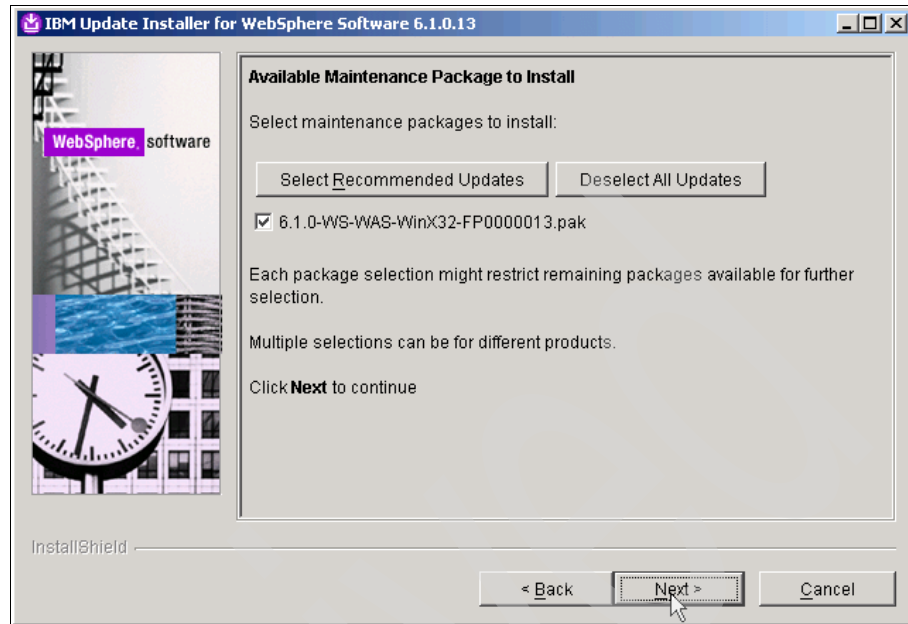 IBM Update Installer for WebSphere Software 6.1.0.13
WebSphere. software
Available Maintenance Package to Install
Select maintenance packages to install:
Select Recommended Updates Deselect All Updates
6.1.0-WS-WAS-WinX32-FP0000013.pak
Each package selection might restrict remaining packages available for further
selection.
Multiple selections can be for different products.
Click Next to continue
InstallShield
< Back Next > Cancel